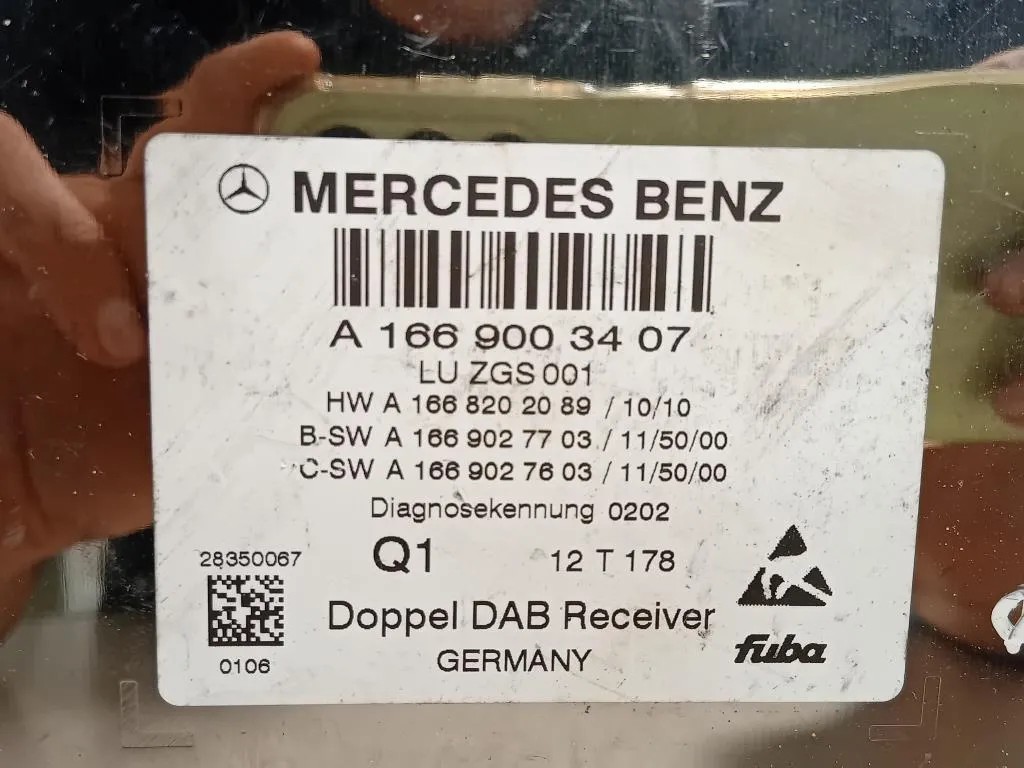 MERCEDES BENZ
A 166 900 34 07
LU ZGS 001
HW A 166 820 20 89 / 10/10
B-SW A 166 902 77 03 / 11/50/00
C-SW A 166 902 76 03 / 11/50/00
Diagnosekennung 0202
28350067
Q1 12 T 178
0106
Doppel DAB Receiver
GERMANY
fuba